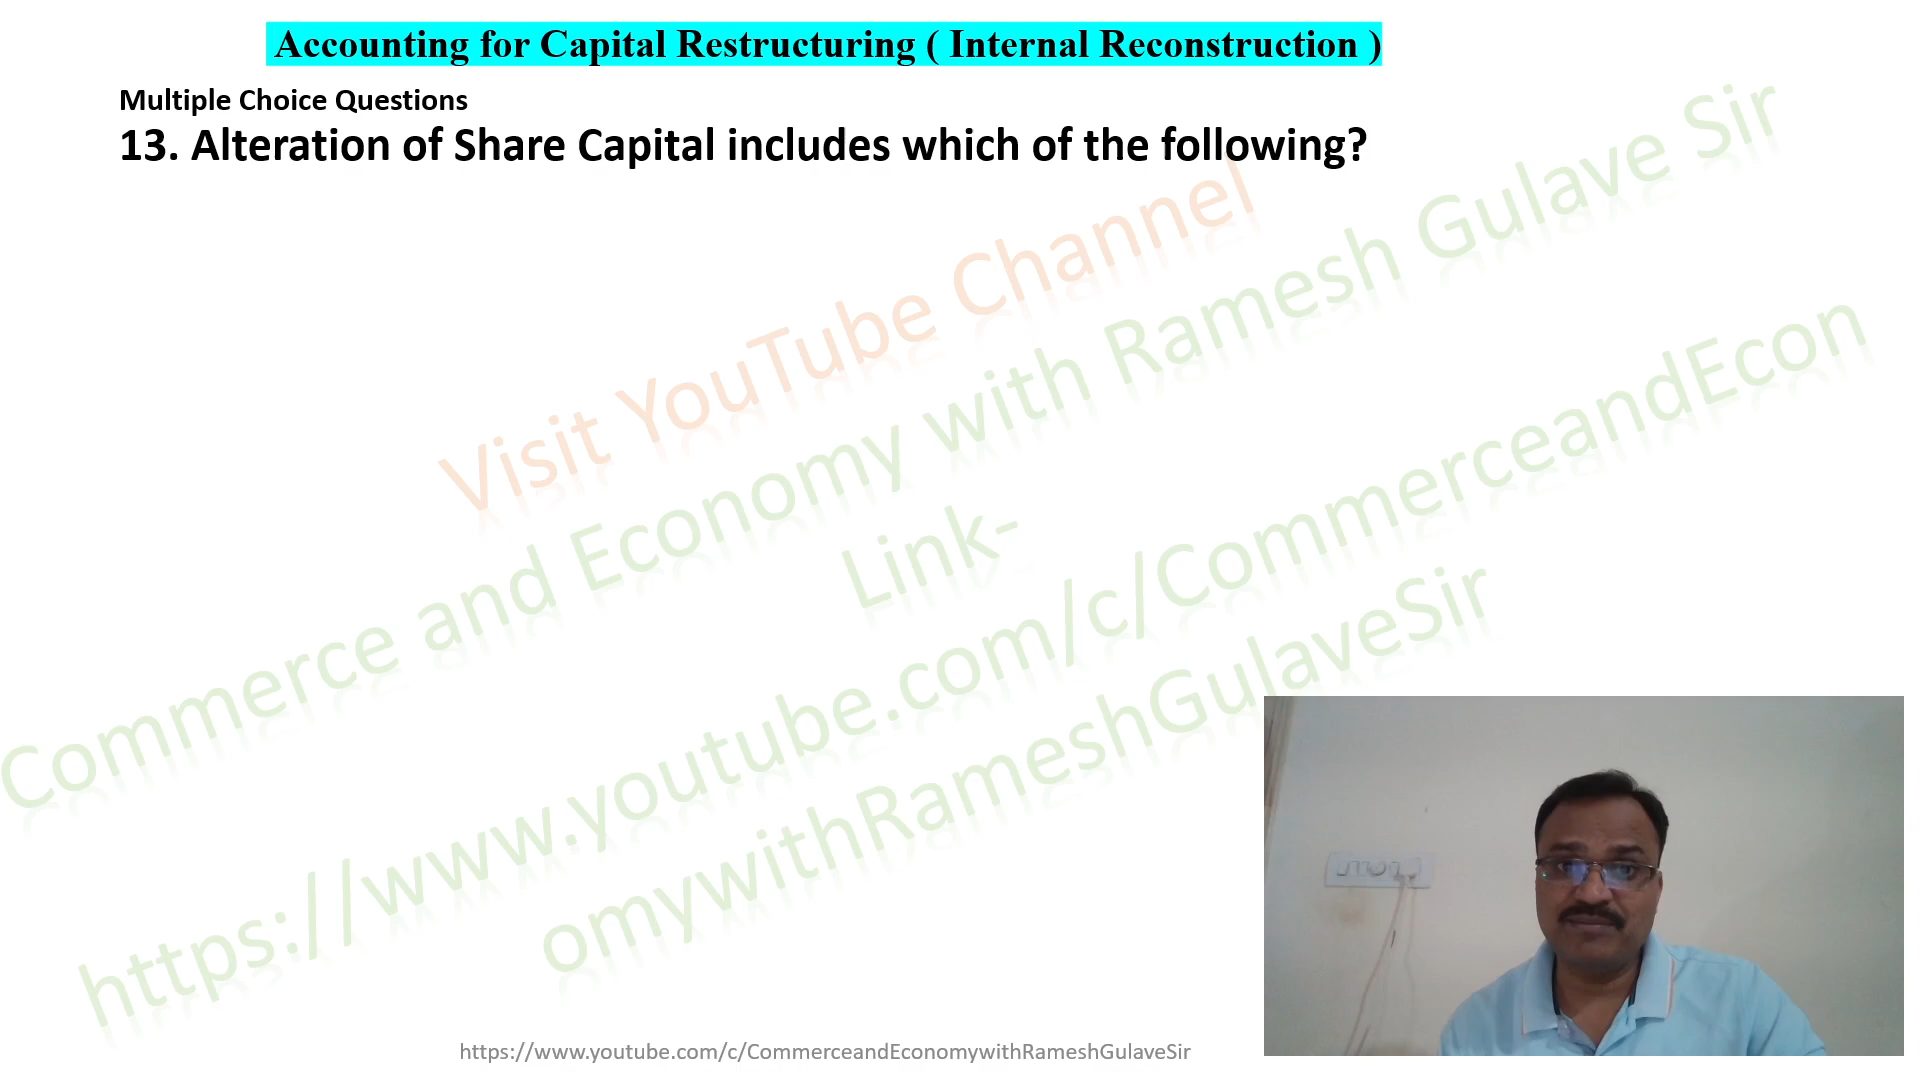 Accounting for Capital Restructuring ( Internal Reconstruction )
Multiple Choice Questions
13. Alteration of Share Capital includes which of the following?
Visit YouTube Channel
Commerce and Economy with Ramesh Gulave Sir
Link-
https://www.youtube.com/c/CommerceandEcon
omywithRameshGulaveSir
https://www.youtube.com/c/CommerceandEconomywithRameshGulaveSir